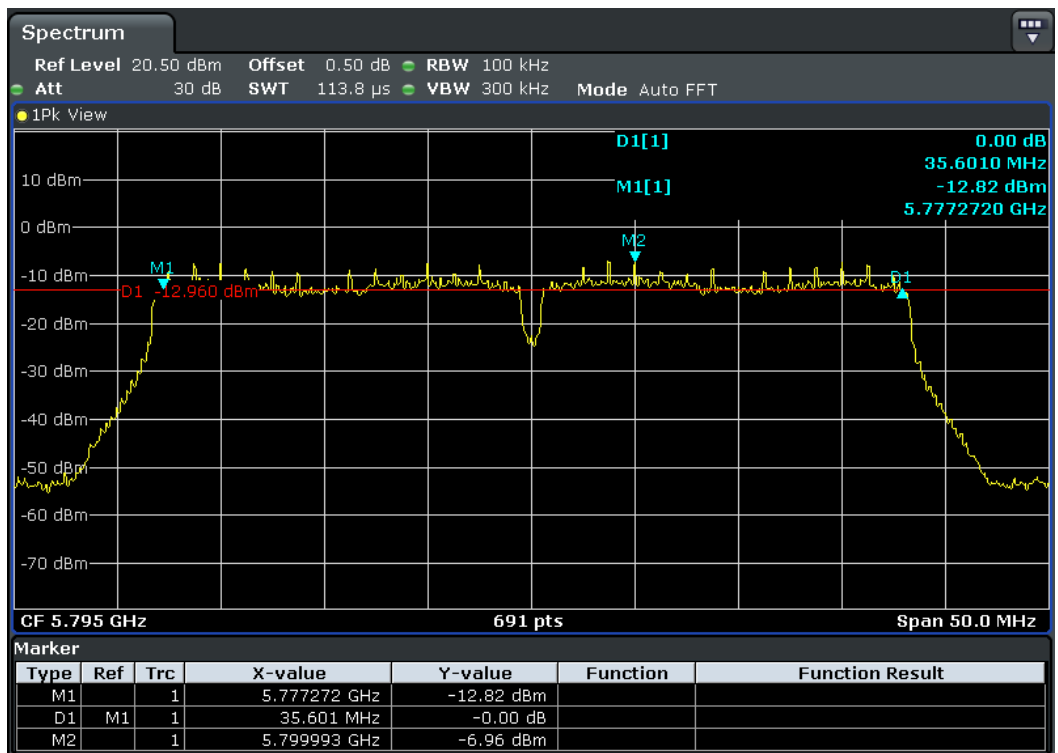 Spectrum
Ref Level 20.50 dBm Offset 0.50 dB RBW 100 kHz
Att 30 dB SWT 113.8 µs VBW 300 kHz Mode Auto FFT
1Pk View
D1[1] 0.00 dB
35.6010 MHz
10 dBm
M1[1] -12.82 dBm
5.7772720 GHz
0 dBm
M2
M1
-10 dBm
D1
D1 -12.960 dBm
-20 dBm
-30 dBm
-40 dBm
-50 dBm
-60 dBm
-70 dBm
CF 5.795 GHz 691 pts Span 50.0 MHz
Marker
Type Ref Trc X-value Y-value Function Function Result
M1 1 5.777272 GHz -12.82 dBm
D1 M1 1 35.601 MHz -0.00 dB
M2 1 5.799993 GHz -6.96 dBm